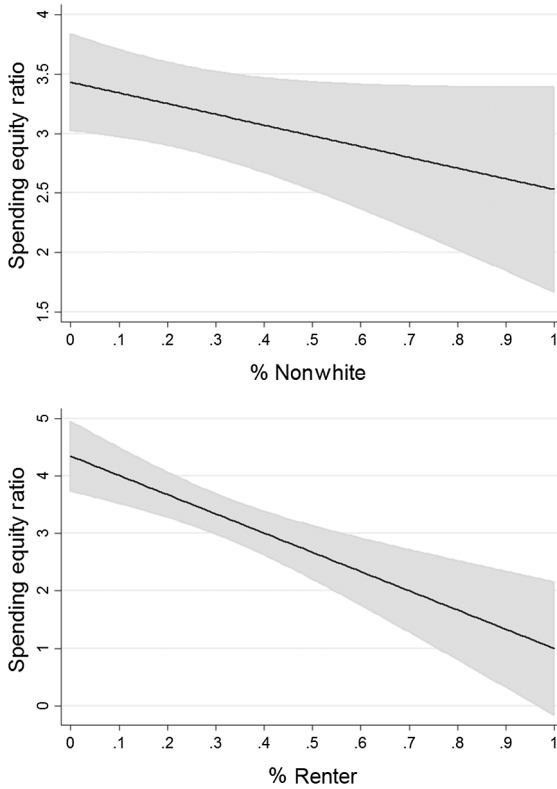 Spending equity ratio
4
3.5
3
2.5
2
1.5
0 .1 .2 .3 .4 .5 .6 .7 .8 .9 1
% Nonwhite
Spending equity ratio
5
4
3
2
1
0
0 .1 .2 .3 .4 .5 .6 .7 .8 .9 1
% Renter